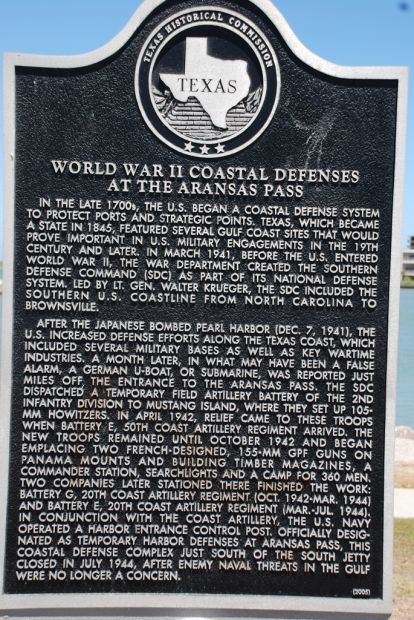 TEXAS HISTORICAL COMMISSION
TEXAS
WORLD WAR II COASTAL DEFENSES
AT THE ARANSAS PASS
IN THE LATE 1700s, THE U.S. BEGAN A COASTAL DEFENSE SYSTEM
TO PROTECT PORTS AND STRATEGIC POINTS. TEXAS, WHICH BECAME
A STATE IN 1845, FEATURED SEVERAL GULF COAST SITES THAT WOULD
PROVE IMPORTANT IN U.S. MILITARY ENGAGEMENTS IN THE 19TH
CENTURY AND LATER. IN MARCH 1941, BEFORE THE U.S. ENTERED
WORLD WAR II, THE WAR DEPARTMENT CREATED THE SOUTHERN
DEFENSE COMMAND (SDC) AS PART OF ITS NATIONAL DEFENSE
SYSTEM. LED BY LT. GEN. WALTER KRUEGER, THE SDC INCLUDED THE
SOUTHERN U.S. COASTLINE FROM NORTH CAROLINA TO
BROWNSVILLE.
AFTER THE JAPANESE BOMBED PEARL HARBOR (DEC. 7, 1941), THE
U.S. INCREASED DEFENSE EFFORTS ALONG THE TEXAS COAST, WHICH
INCLUDED SEVERAL MILITARY BASES AS WELL AS KEY WARTIME
INDUSTRIES. A MONTH LATER, IN WHAT MAY HAVE BEEN A FALSE
ALARM, A GERMAN U-BOAT, OR SUBMARINE, WAS REPORTED JUST
MILES OFF THE ENTRANCE TO THE ARANSAS PASS. THE SDC
DISPATCHED A TEMPORARY FIELD ARTILLERY BATTERY OF THE 2ND
INFANTRY DIVISION TO MUSTANG ISLAND, WHERE THEY SET UP 105-
MM HOWITZERS. IN APRIL 1942, RELIEF CAME TO THESE TROOPS
WHEN BATTERY E, 50TH COAST ARTILLERY REGIMENT ARRIVED. THE
NEW TROOPS REMAINED UNTIL OCTOBER 1942 AND BEGAN
EMPLACING TWO FRENCH-DESIGNED, 155-MM GPF GUNS ON
PANAMA MOUNTS AND BUILDING TIMBER MAGAZINES, A
COMMANDER STATION, SEARCHLIGHTS AND A CAMP FOR 360 MEN.
TWO COMPANIES LATER STATIONED THERE FINISHED THE WORK:
BATTERY G, 20TH COAST ARTILLERY REGIMENT (OCT. 1942-MAR. 1944)
AND BATTERY E, 20TH COAST ARTILLERY REGIMENT (MAR.-JUL. 1944).
IN CONJUNCTION WITH THE COAST ARTILLERY, THE U.S. NAVY
OPERATED A HARBOR ENTRANCE CONTROL POST. OFFICIALLY DESIG-
NATED AS TEMPORARY HARBOR DEFENSES AT ARANSAS PASS, THIS
COASTAL DEFENSE COMPLEX JUST SOUTH OF THE SOUTH JETTY
CLOSED IN JULY 1944, AFTER ENEMY NAVAL THREATS IN THE GULF
WERE NO LONGER A CONCERN.
(2005)